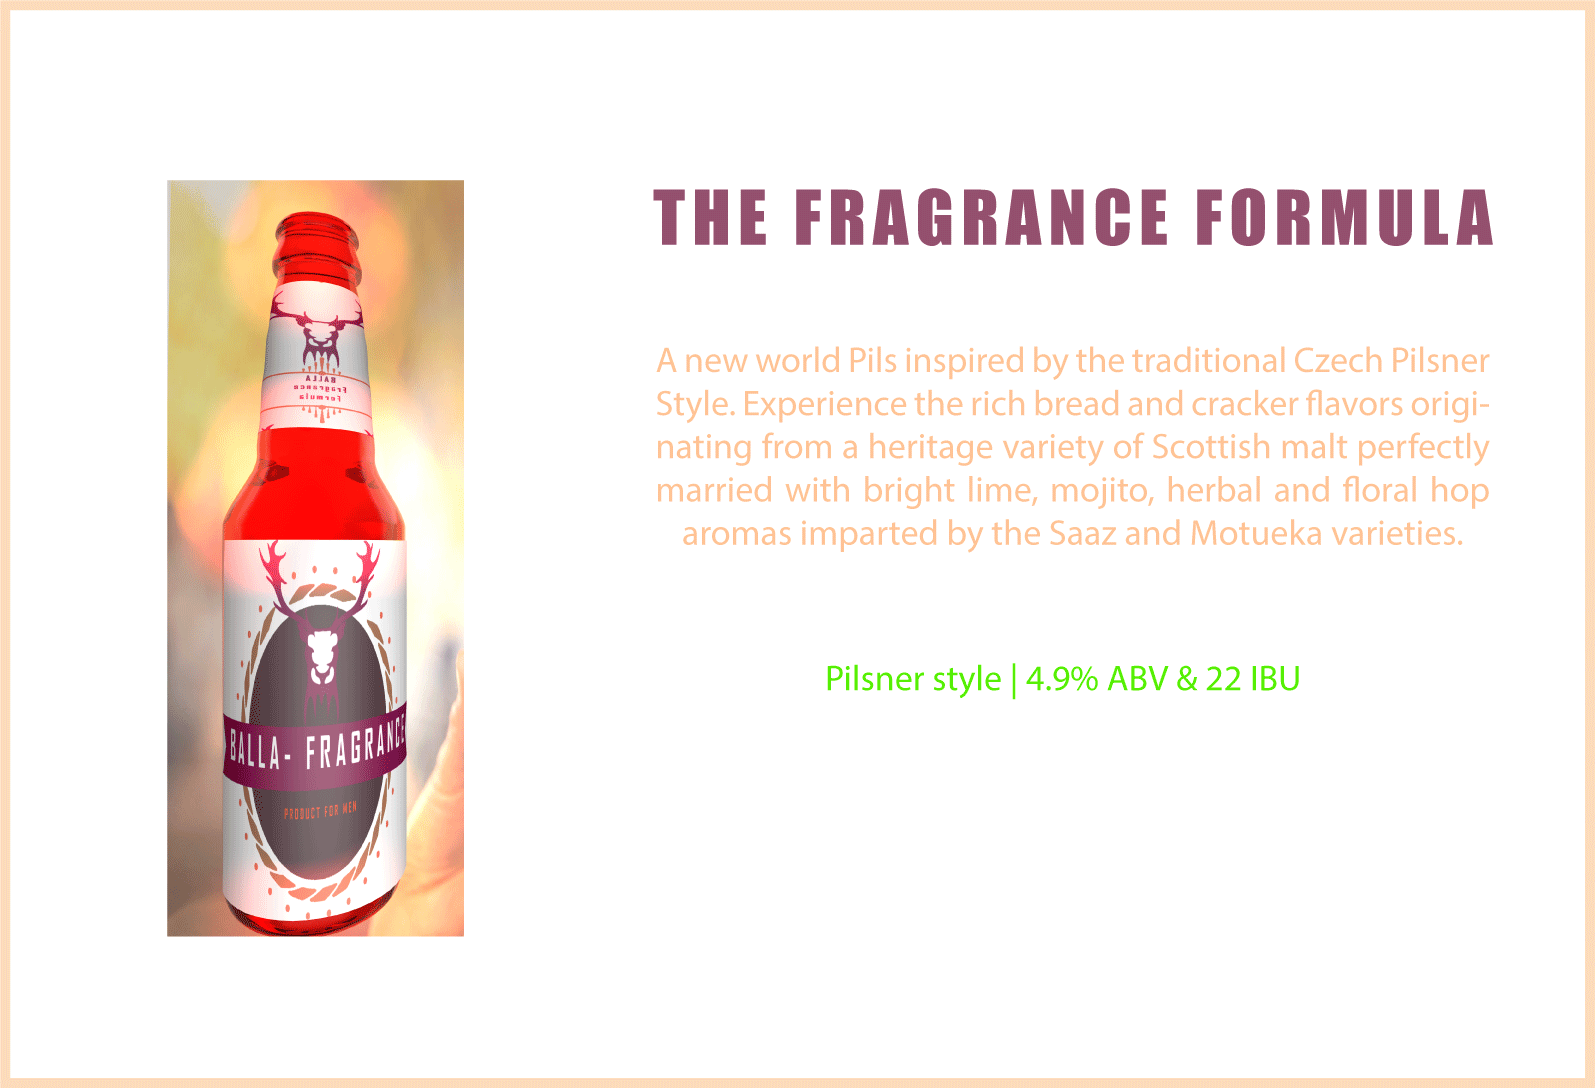 THE FRAGRANCE FORMULA
A new world Pils inspired by the traditional Czech Pilsner
Style. Experience the rich bread and cracker flavors origi-
nating from a heritage variety of Scottish malt perfectly
married with bright lime, mojito, herbal and floral hop
aromas imparted by the Saaz and Motueka varieties.
Pilsner style | 4.9% ABV & 22 IBU
BALLA
Fragrance
Formula
BALLA- FRAGRANCE
PRODUCT FOR MEN